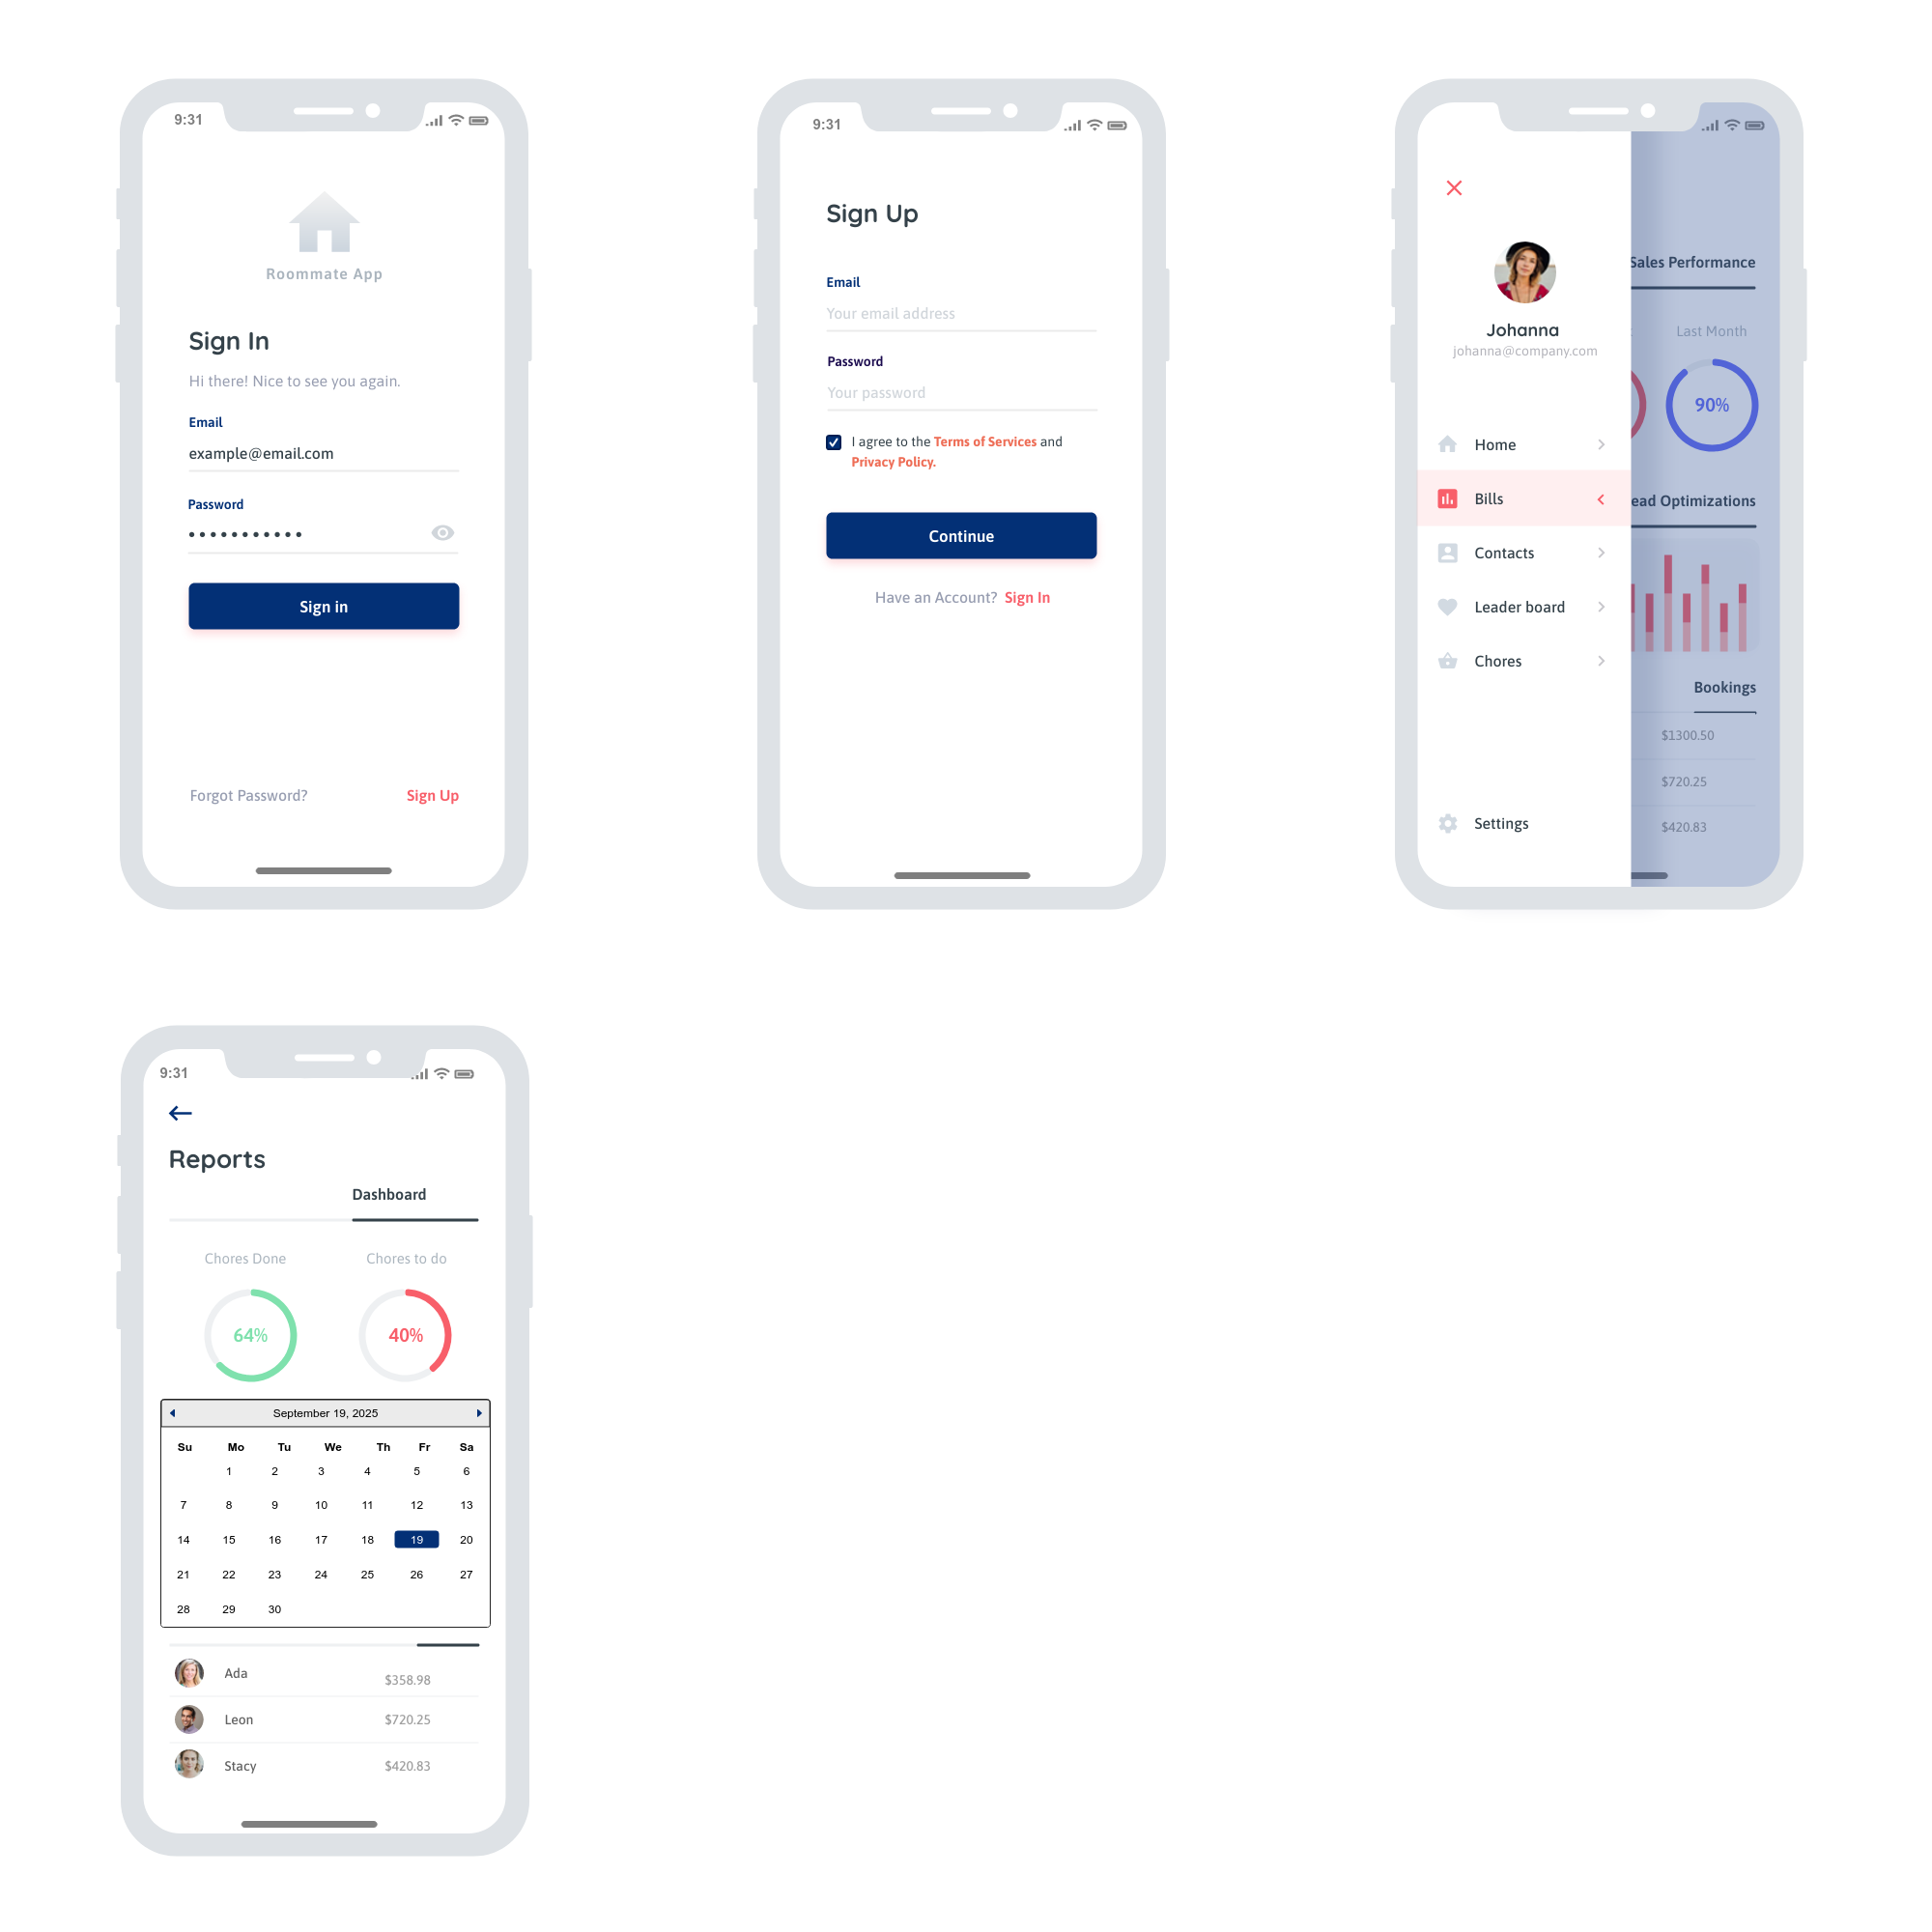 9:31
Roommate App
Sign In
Hi there! Nice to see you again.
Email
example@email.com
Password
Sign in
Forgot Password? Sign Up
9:31
Sign Up
Email
Your email address
Password
Your password
I agree to the Terms of Services and
Privacy Policy.
Continue
Have an Account? Sign In
Johanna
johanna@company.com
Home
Bills
Contacts
Leader board
Chores
Settings
Sales Performance
Last Month
90%
ead Optimizations
Bookings
$1300.50
$720.25
$420.83
9:31
Reports
Dashboard
Chores Done Chores to do
64% 40%
September 19, 2025
Su Mo Tu We Th Fr Sa
1 2 3 4 5 6
7 8 9 10 11 12 13
14 15 16 17 18 19 20
21 22 23 24 25 26 27
28 29 30
Ada $358.98
Leon $720.25
Stacy $420.83